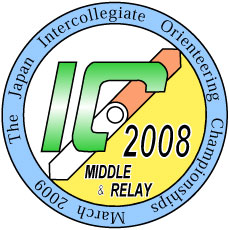 The Japan Intercollegiate Orienteering Championships
March 2009
IC
2008
MIDDLE
& RELAY